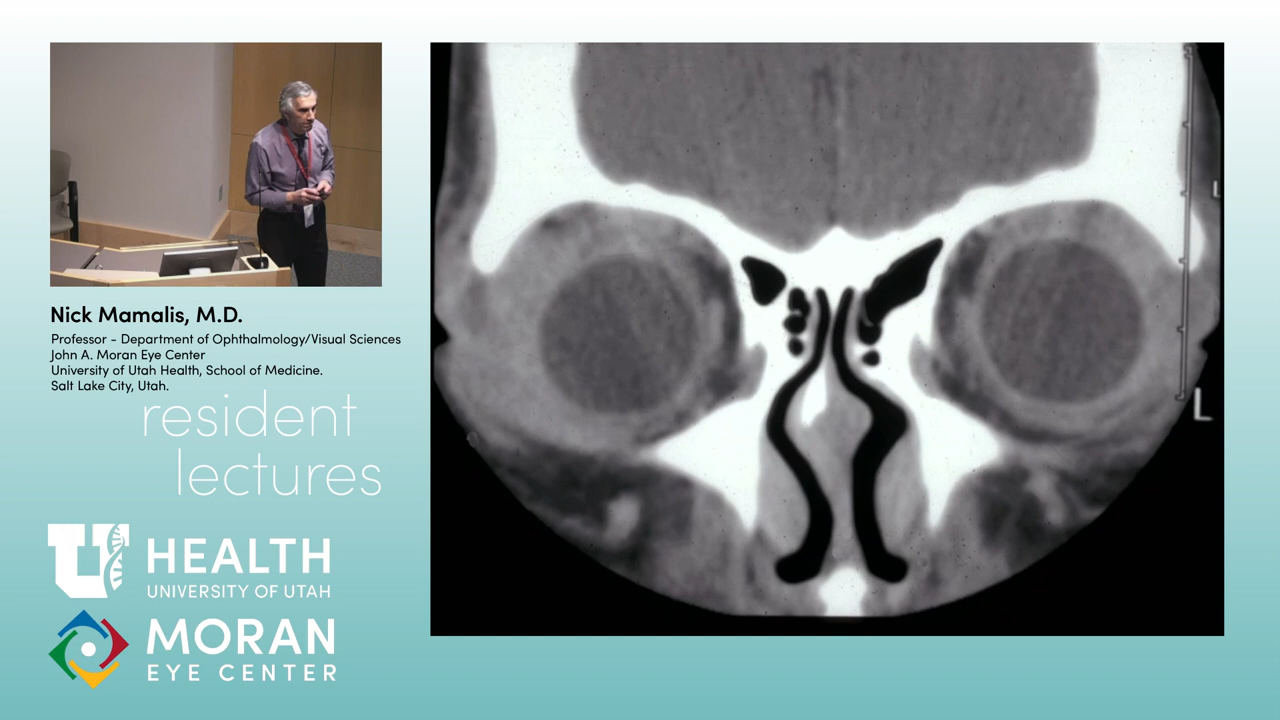 Nick Mamalis, M.D.
Professor - Department of Ophthalmology/Visual Sciences
John A. Moran Eye Center
University of Utah Health, School of Medicine.
Salt Lake City, Utah.
resident
lectures
U
HEALTH
UNIVERSITY OF UTAH
MORAN
EYE CENTER
L
L